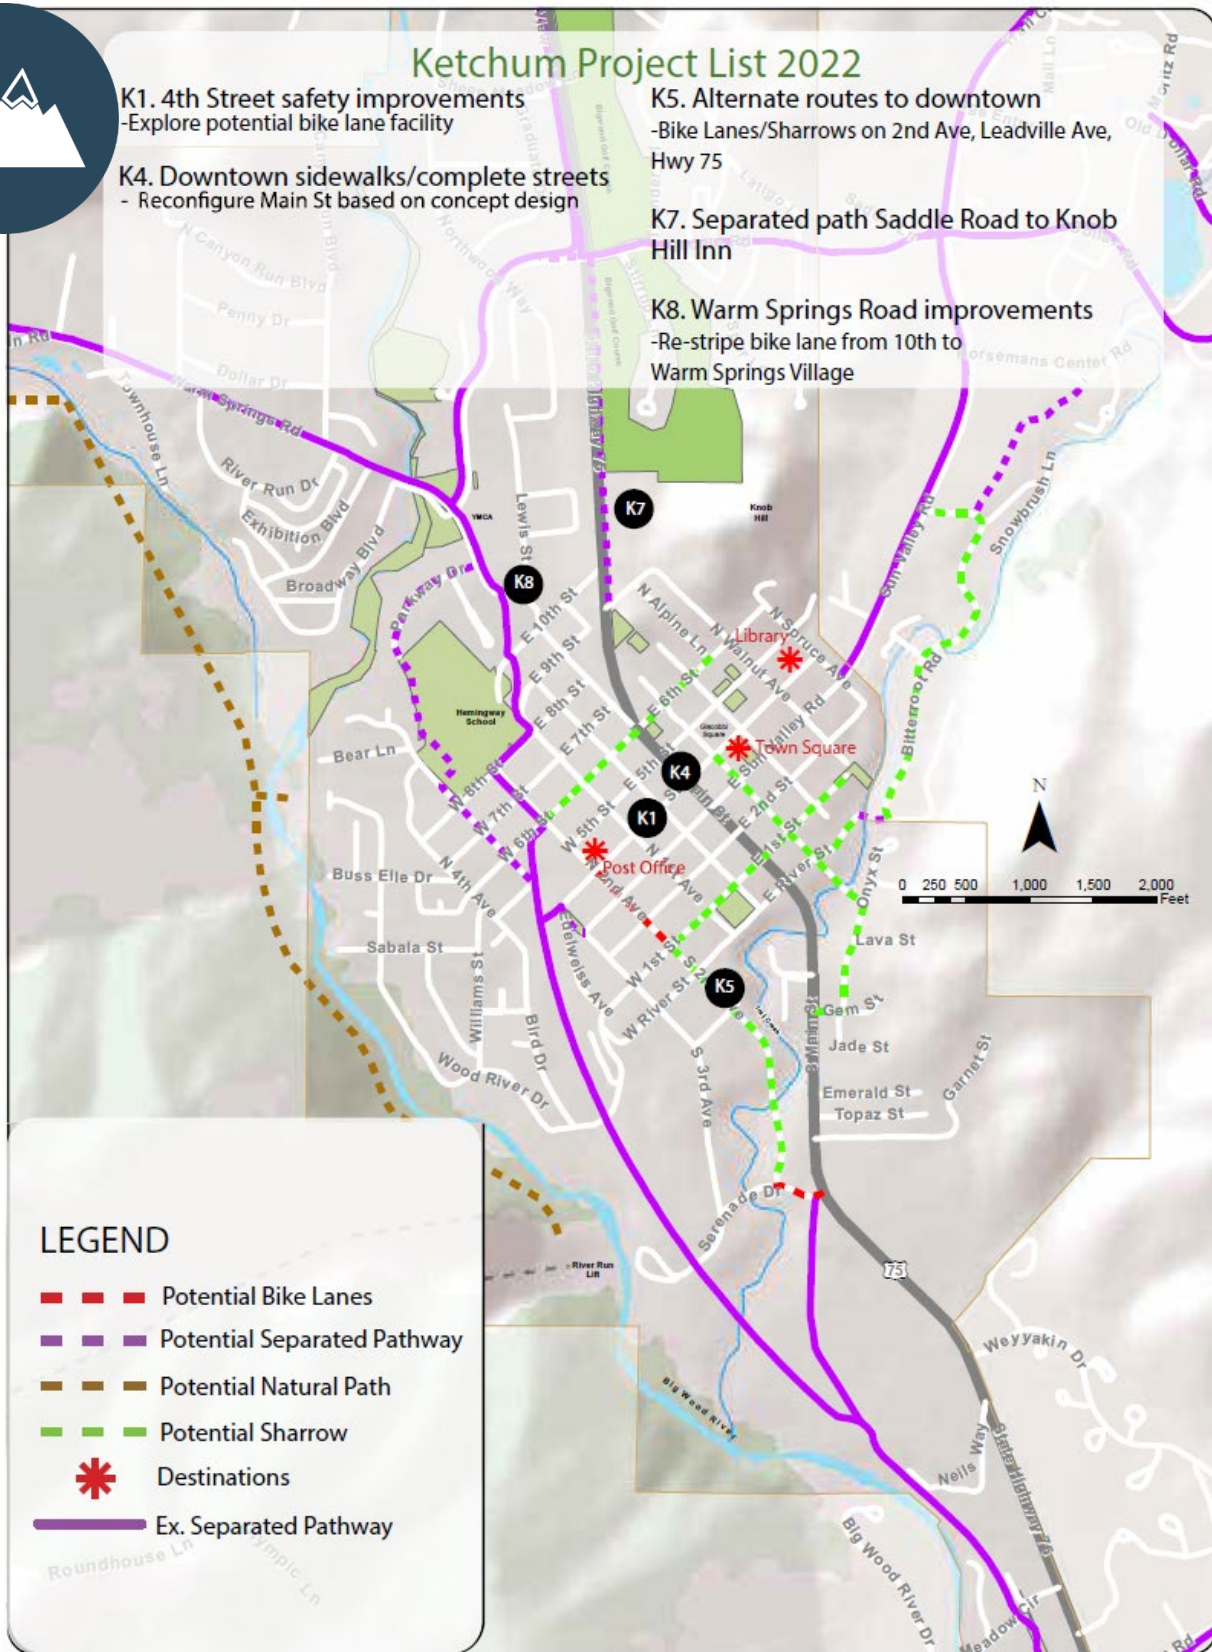 Ketchum Project List 2022
K1. 4th Street safety improvements
-Explore potential bike lane facility
K4. Downtown sidewalks/complete streets
- Reconfigure Main St based on concept design
K5. Alternate routes to downtown
-Bike Lanes/Sharrows on 2nd Ave, Leadville Ave,
Hwy 75
K7. Separated path Saddle Road to Knob
Hill Inn
K8. Warm Springs Road improvements
-Re-stripe bike lane from 10th to
Warm Springs Village
N Canyon Run Blvd
Northwood Way
Penny Dr
Dollar Dr
Warm Springs Rd
Townhouse Ln
River Run Dr
Exhibition Blvd
Broadway Blvd
Parkway Dr
Lewis St
YMCA
K7
K8
Knob
Hill
Horsemans Center Rd
Old Dollar Rd
Sun Valley Rd
Snowbrush Ln
Bitterroot Rd
E 10th St
E 9th St
E 8th St
E 7th St
E 6th St
E 5th St
N Alpine Ln
N Walnut Ave
N Spruce Ave
Library
Hemingway
School
Town Square
E Sun Valley Rd
K4
K1
E 2nd St
E 1st St
E River St
Bear Ln
W 8th St
W 7th St
W 6th St
W 5th St
Post Office
N 1st Ave
N 2nd Ave
N 4th Ave
Buss Elle Dr
Sabala St
Williams St
Edelweiss Ave
Bird Dr
Wood River Dr
W 1st St
W River St
K5
S 3rd Ave
Onyx St
Lava St
Gem St
Jade St
Emerald St
Topaz St
Garnet St
Serenade Dr
N
0 250 500 1,000 1,500 2,000
Feet
River Run
Lift
75
Weyyakin Dr
Big Wood River
Neils Way
Big Wood River Dr
Meadow Cir
LEGEND
Potential Bike Lanes
Potential Separated Pathway
Potential Natural Path
Potential Sharrow
Destinations
Ex. Separated Pathway
Roundhouse Ln